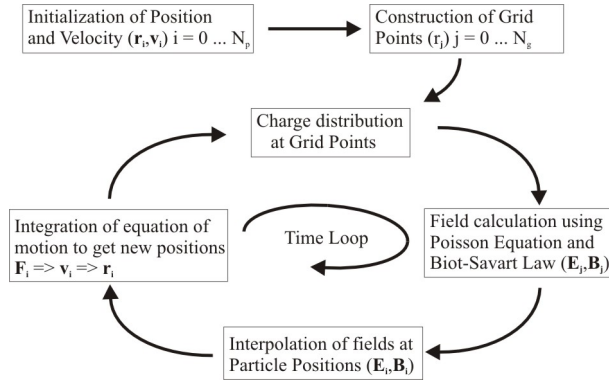 Initialization of Position
and Velocity (rᵢ,vᵢ) i = 0 ... Nₚ
Construction of Grid
Points (rⱼ) j = 0 ... N_g
Charge distribution
at Grid Points
Field calculation using
Poisson Equation and
Biot-Savart Law (Eⱼ,Bⱼ)
Interpolation of fields at
Particle Positions (Eᵢ,Bᵢ)
Integration of equation of
motion to get new positions
Fᵢ => vᵢ => rᵢ
Time Loop